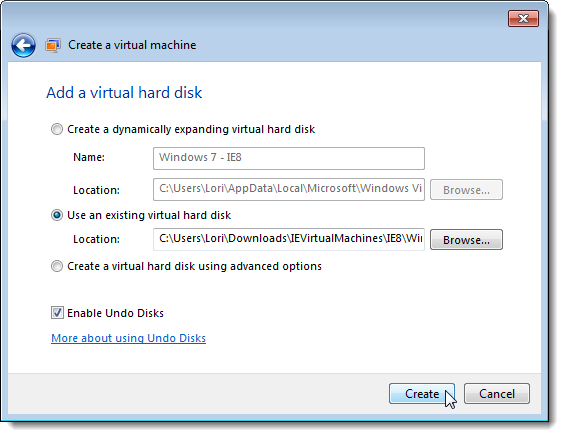 Create a virtual machine
Add a virtual hard disk
Create a dynamically expanding virtual hard disk
Name: Windows 7 - IE8
Location: C:\Users\Lori\AppData\Local\Microsoft\Windows Vi Browse...
Use an existing virtual hard disk
Location: C:\Users\Lori\Downloads\IEVirtualMachines\IE8\Win Browse...
Create a virtual hard disk using advanced options
Enable Undo Disks
More about using Undo Disks
Create Cancel